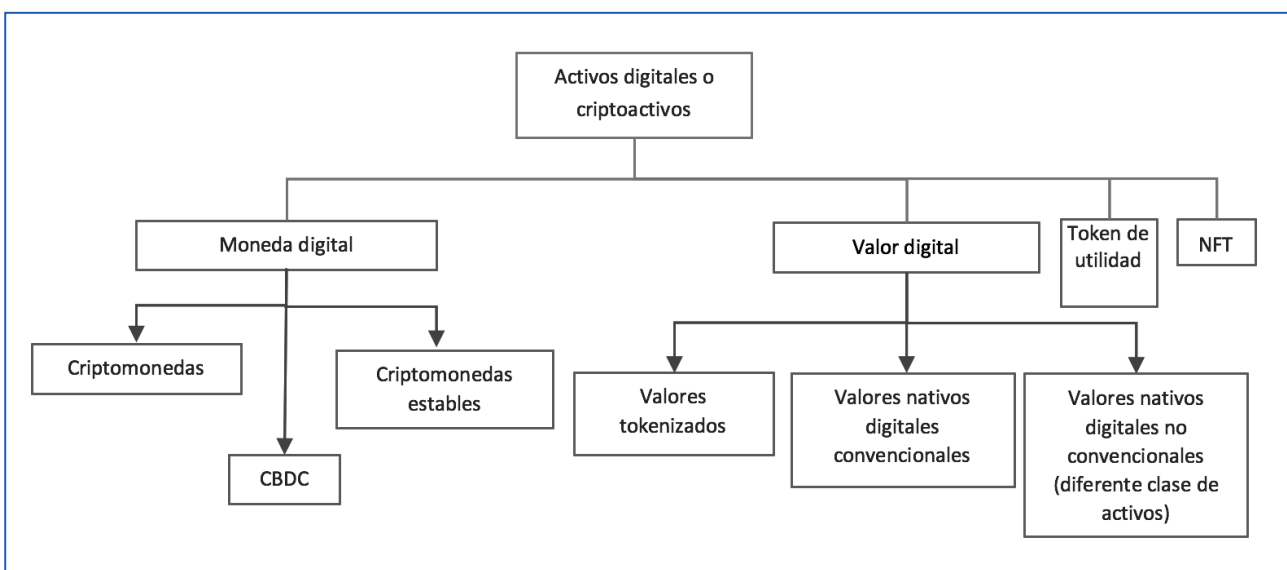 Activos digitales o
criptoactivos
Moneda digital
Valor digital
Token de
utilidad
NFT
Criptomonedas
CBDC
Criptomonedas
estables
Valores
tokenizados
Valores nativos
digitales
convencionales
Valores nativos
digitales no
convencionales
(diferente clase de
activos)